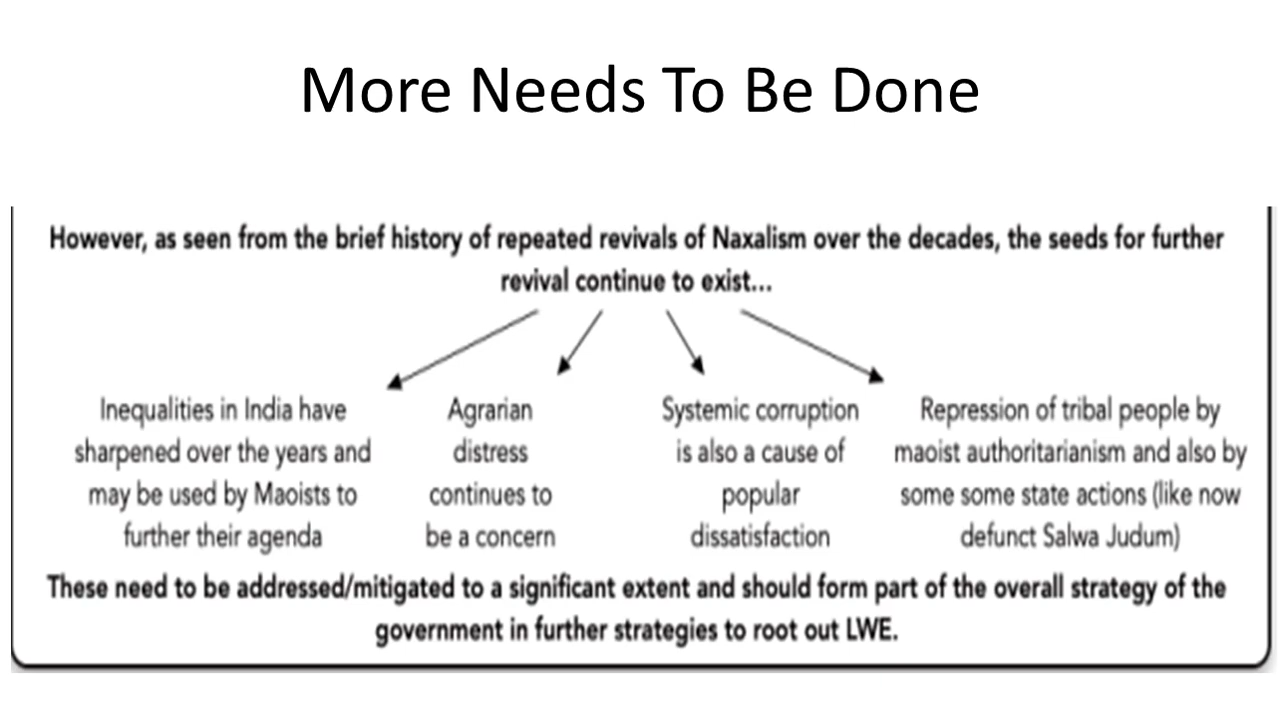 More Needs To Be Done
However, as seen from the brief history of repeated revivals of Naxalism over the decades, the seeds for further
revival continue to exist...
Inequalities in India have
sharpened over the years and
may be used by Maoists to
further their agenda
Agrarian
distress
continues to
be a concern
Systemic corruption
is also a cause of
popular
dissatisfaction
Repression of tribal people by
maoist authoritarianism and also by
some some state actions (like now
defunct Salwa Judum)
These need to be addressed/mitigated to a significant extent and should form part of the overall strategy of the
government in further strategies to root out LWE.